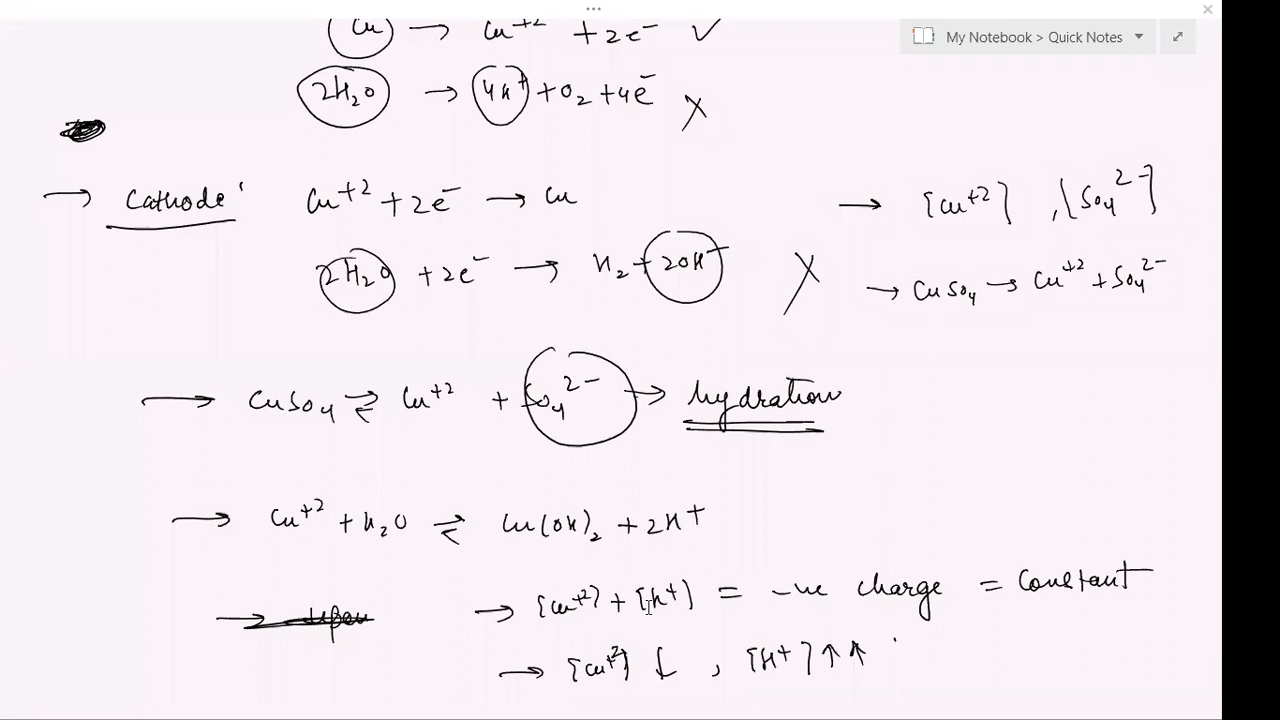 Cu → Cu+2 + 2e- ✓
My Notebook > Quick Notes
2H2O → 4H+ + O2 + 4e- X
→ Cathode' Cu+2 + 2e- → Cu
→ [Cu+2] , [SO4 2-]
2H2O + 2e- → H2 + 2OH- X
→ CuSO4 → Cu+2 + SO4 2-
→ CuSO4 ⇌ Cu+2 + SO4 2- → hydration
→ Cu+2 + H2O ⇌ Cu(OH)2 + 2H+
→ [Cu+2] + [H+] = -ve charge = Constant
→ [Cu+2] ↓ , [H+] ↑↑